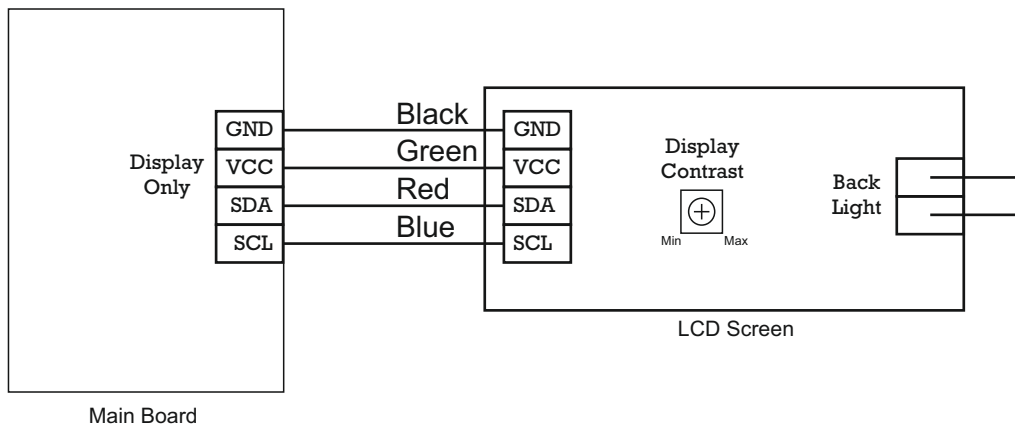 Display
Only
GND
VCC
SDA
SCL
Black
Green
Red
Blue
GND
VCC
SDA
SCL
Display
Contrast
Min
Max
Back
Light
LCD Screen
Main Board